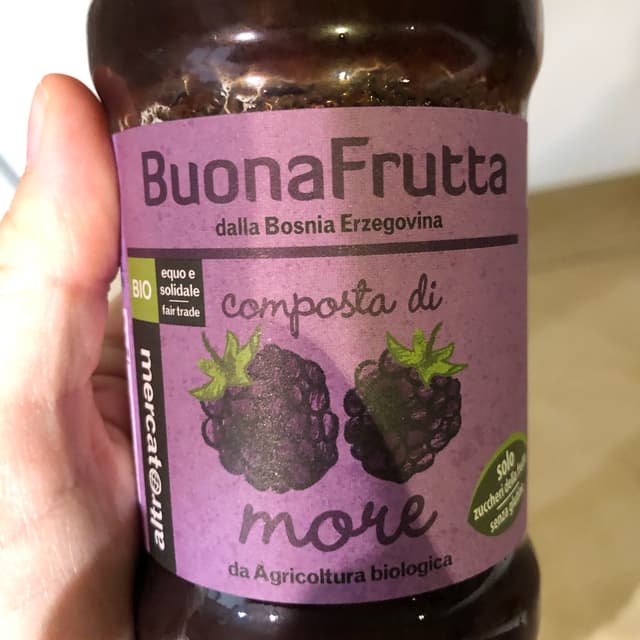 BuonaFrutta
dalla Bosnia Erzegovina
BIO
equo e
solidale
fair trade
composta di
mercato
more
solo
zuccheri della frutta
senza glutine
da Agricoltura biologica